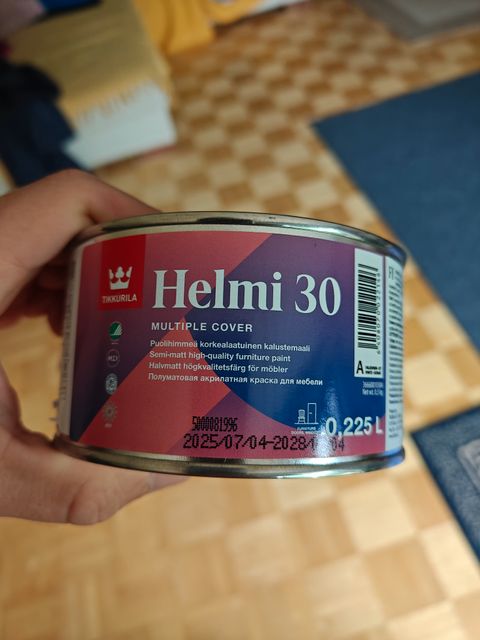 TIKKURILA
Helmi 30
MULTIPLE COVER
Puolihimmeä korkealaatuinen kalustemaali
Semi-matt high-quality furniture paint
Halvmatt högkvalitetsfärg för möbler
Полуматовая акрилатная краска для мебели
5000081996
2025/07/04-2028/
04
0.225 L
A